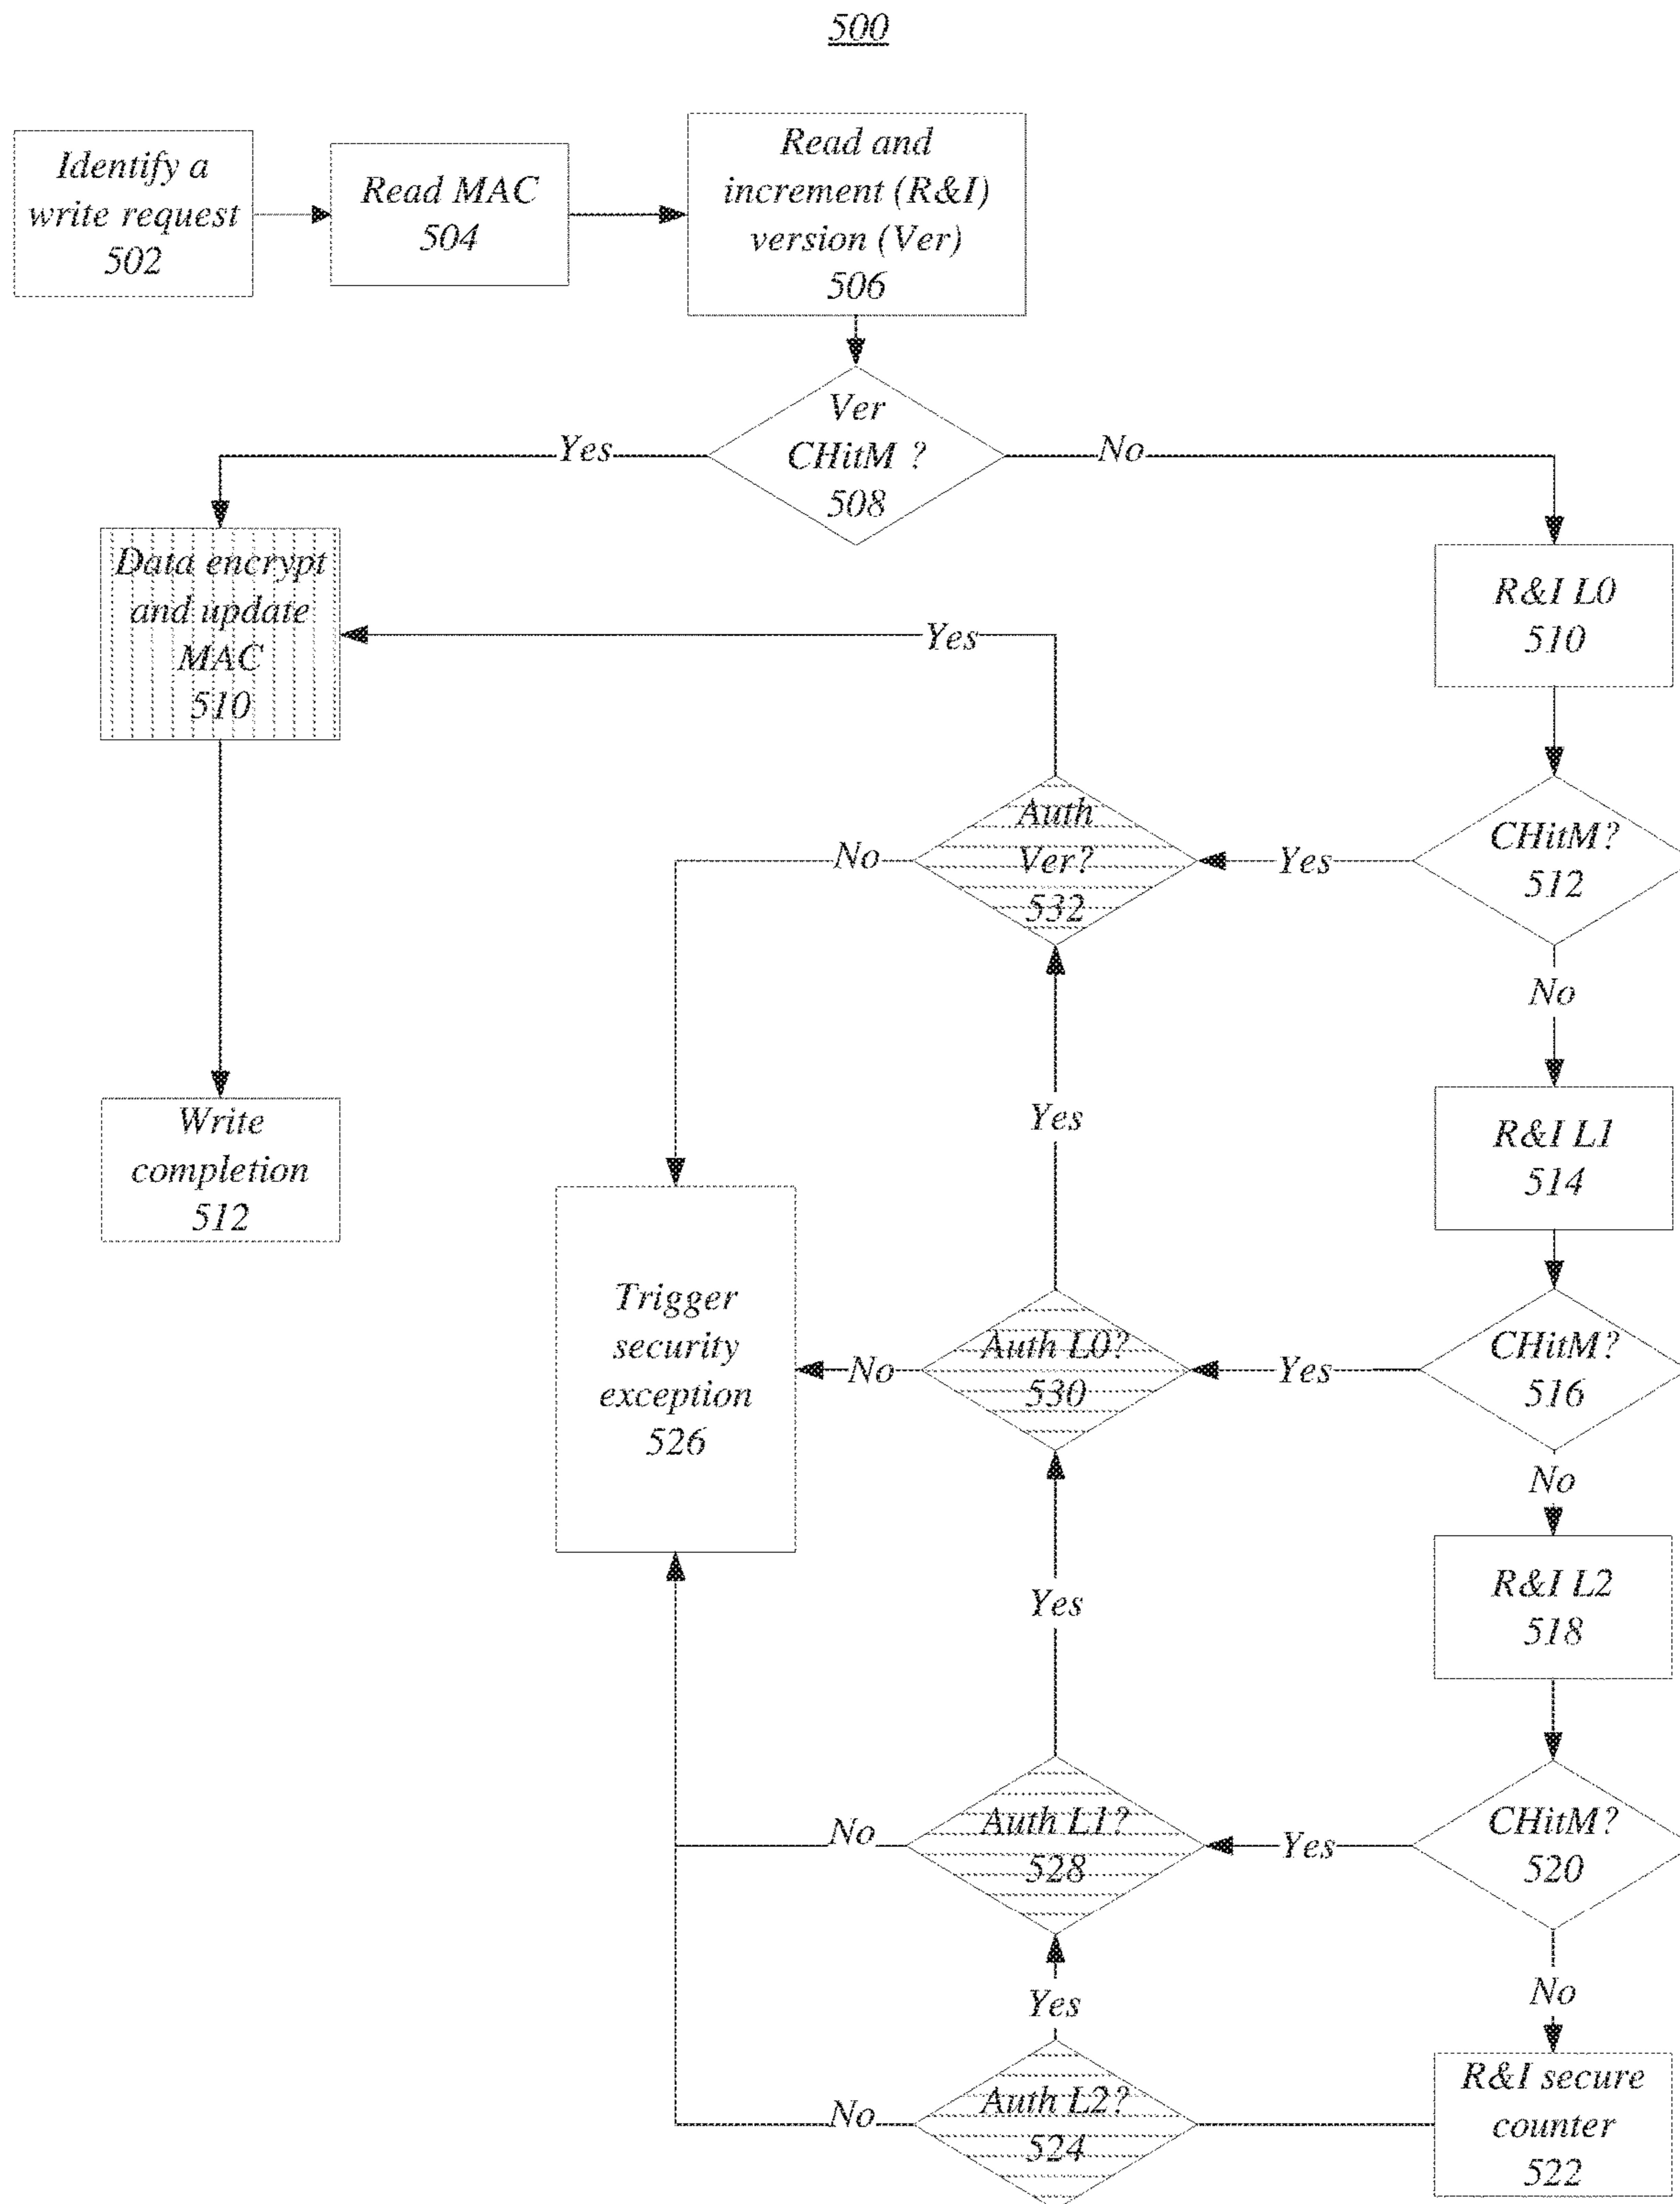 500
Identify a
write request
502
Read MAC
504
Read and
increment (R&I)
version (Ver)
506
Ver
CHitM ?
508
Yes
No
Data encrypt
and update
MAC
510
R&I L0
510
Yes
Auth
Ver?
532
No
Yes
CHitM?
512
No
Write
completion
512
Yes
R&I L1
514
Trigger
security
exception
526
No
Auth L0?
530
Yes
CHitM?
516
No
Yes
R&I L2
518
No
Auth L1?
528
Yes
CHitM?
520
Yes
No
No
Auth L2?
524
R&I secure
counter
522